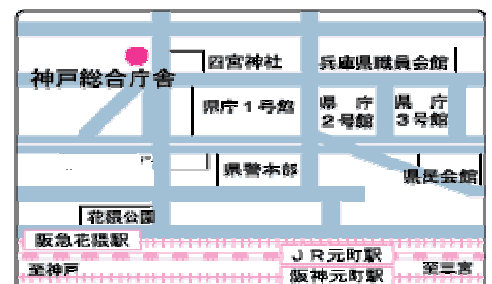 四宮神社
兵庫県職員会館
神戸総合庁舎
県庁1号館
県庁
2号館
県庁
3号館
県警本部
県民会館
花隈公園
阪急花隈駅
JR元町駅
至神戸
至三宮
阪神元町駅